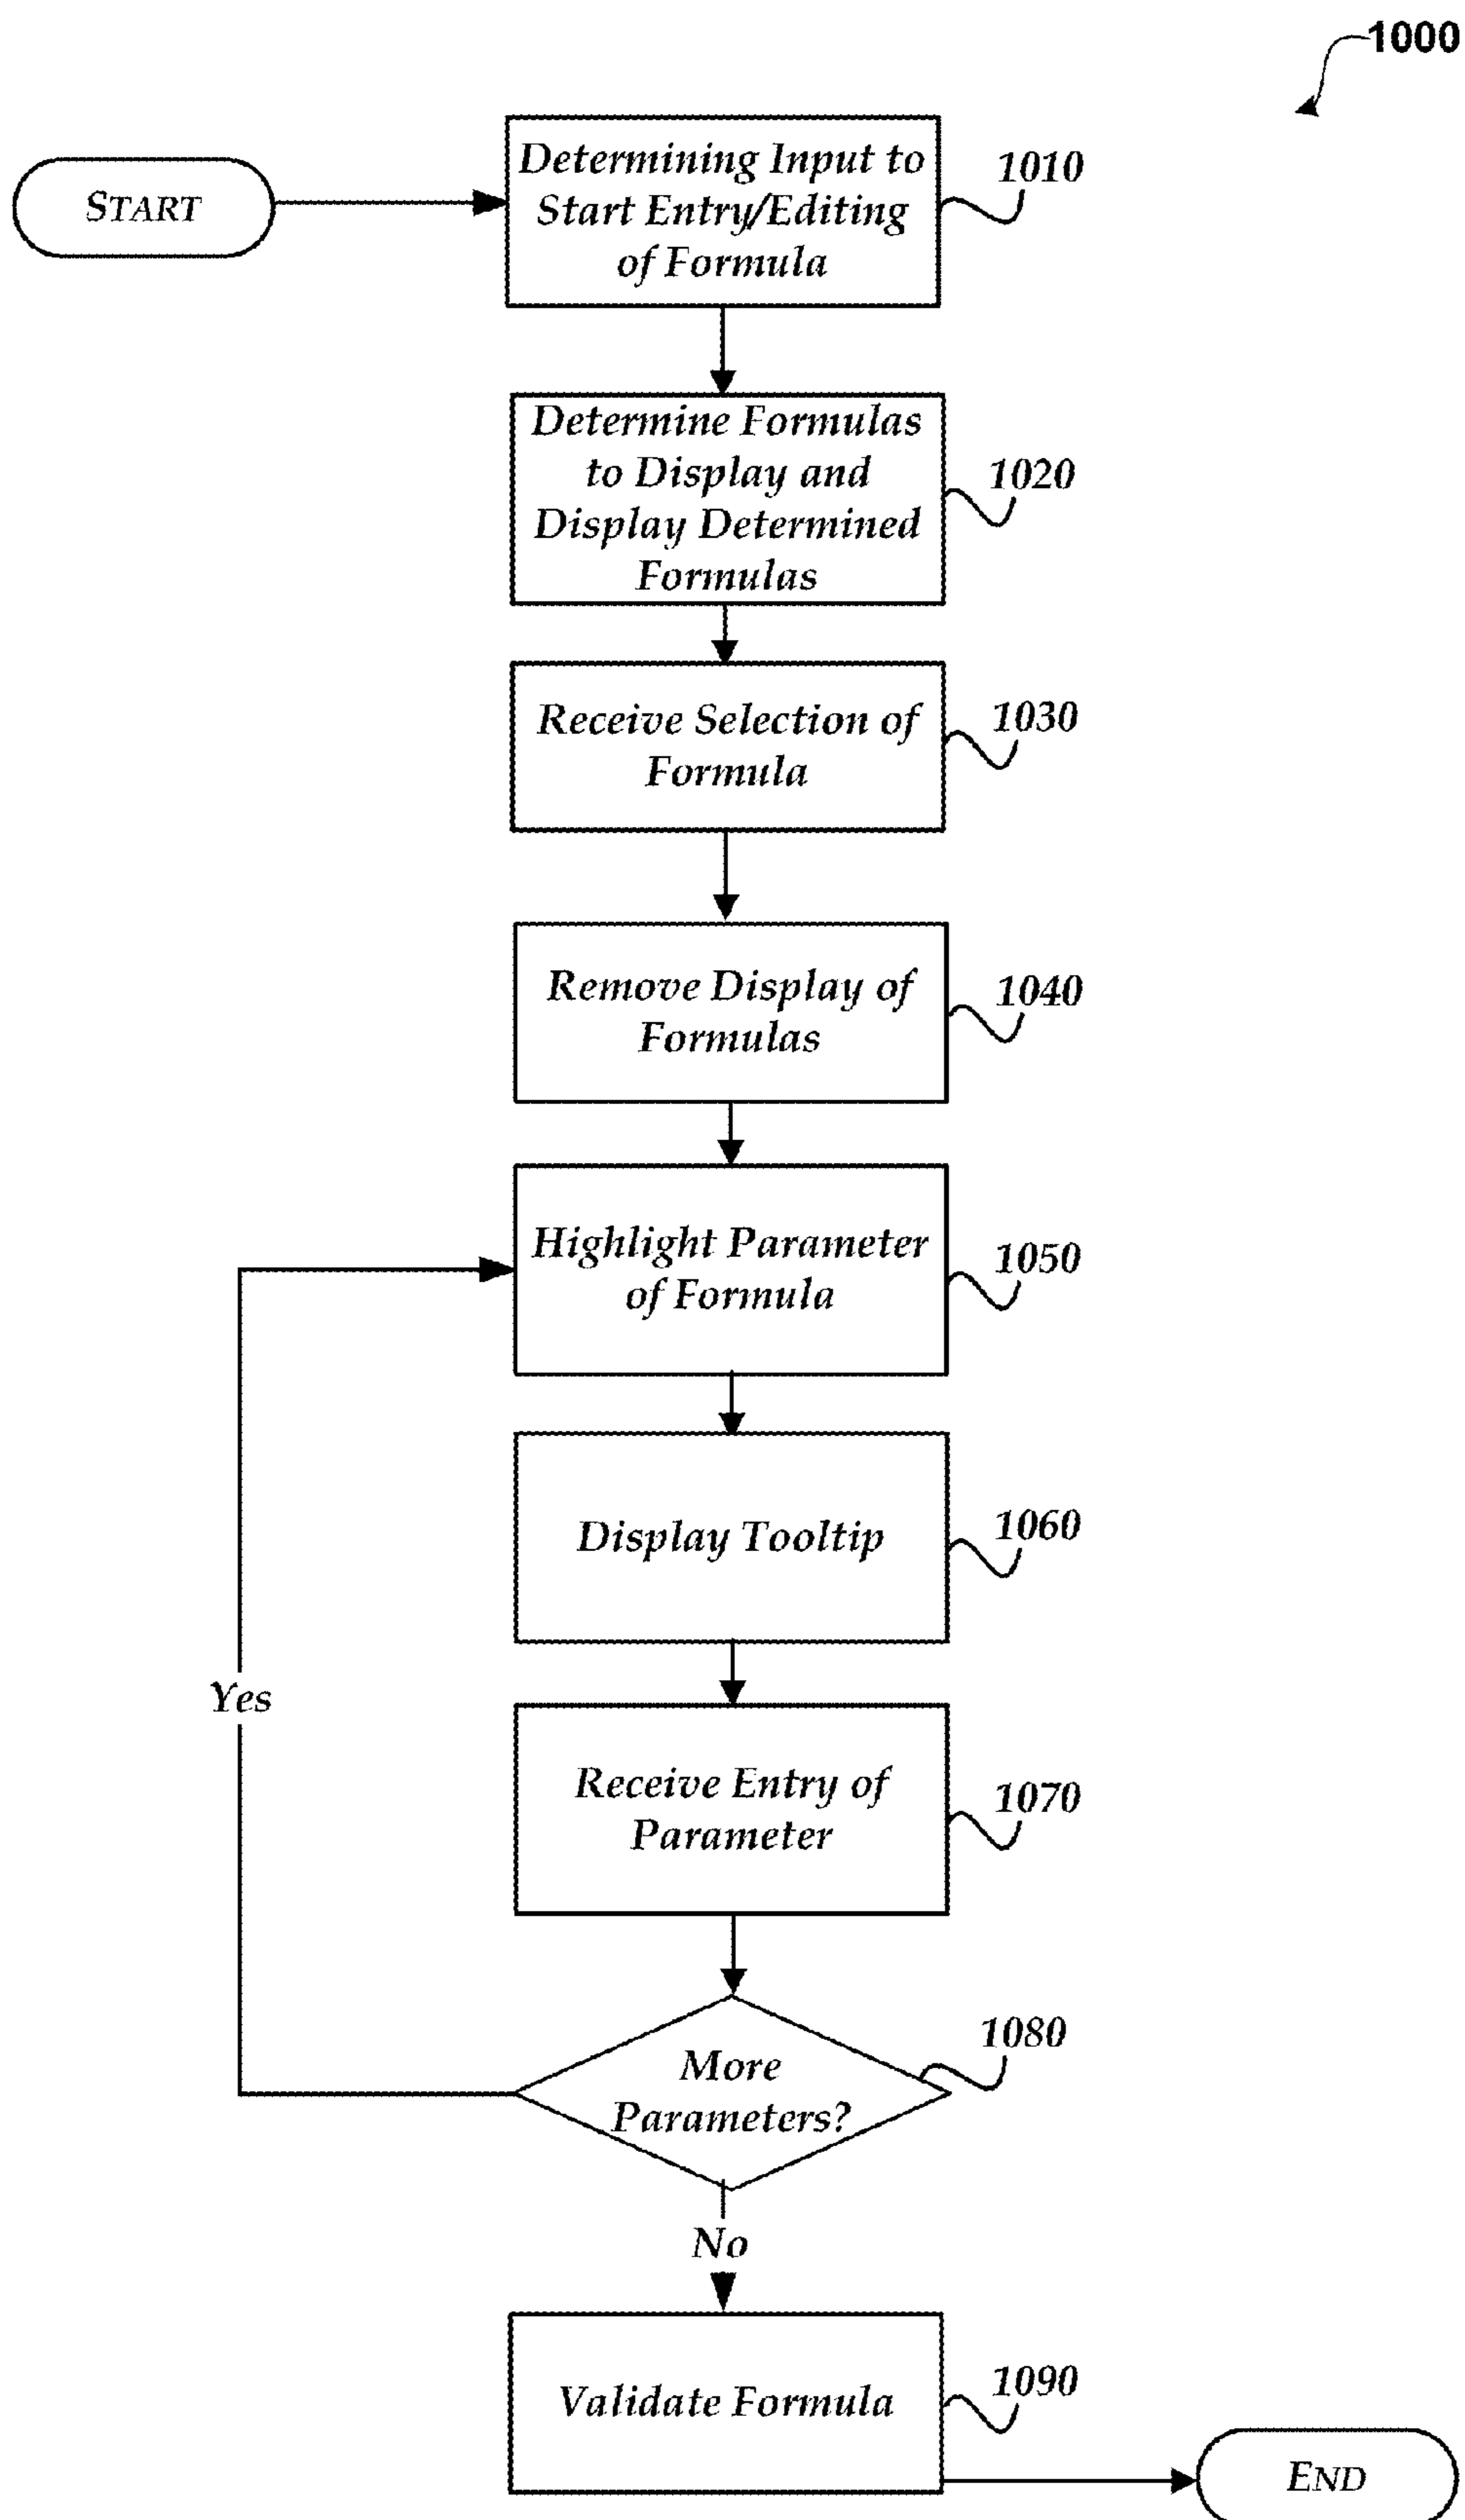 1000
START
Determining Input to
Start Entry/Editing
of Formula
1010
Determine Formulas
to Display and
Display Determined
Formulas
1020
Receive Selection of
Formula
1030
Remove Display of
Formulas
1040
Highlight Parameter
of Formula
1050
Display Tooltip
1060
Yes
Receive Entry of
Parameter
1070
More
Parameters?
1080
No
Validate Formula
1090
END